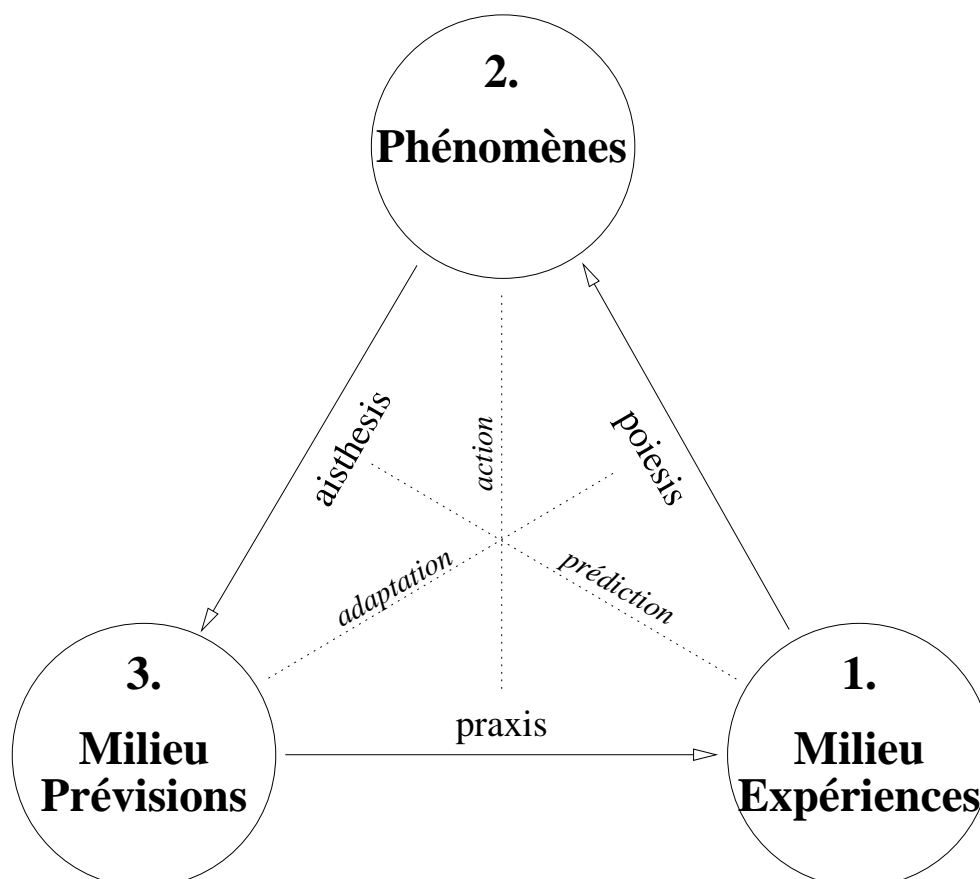 2.
Phénomènes
aisthesis
action
poiesis
adaptation
prédiction
3.
Milieu
Prévisions
praxis
1.
Milieu
Expériences